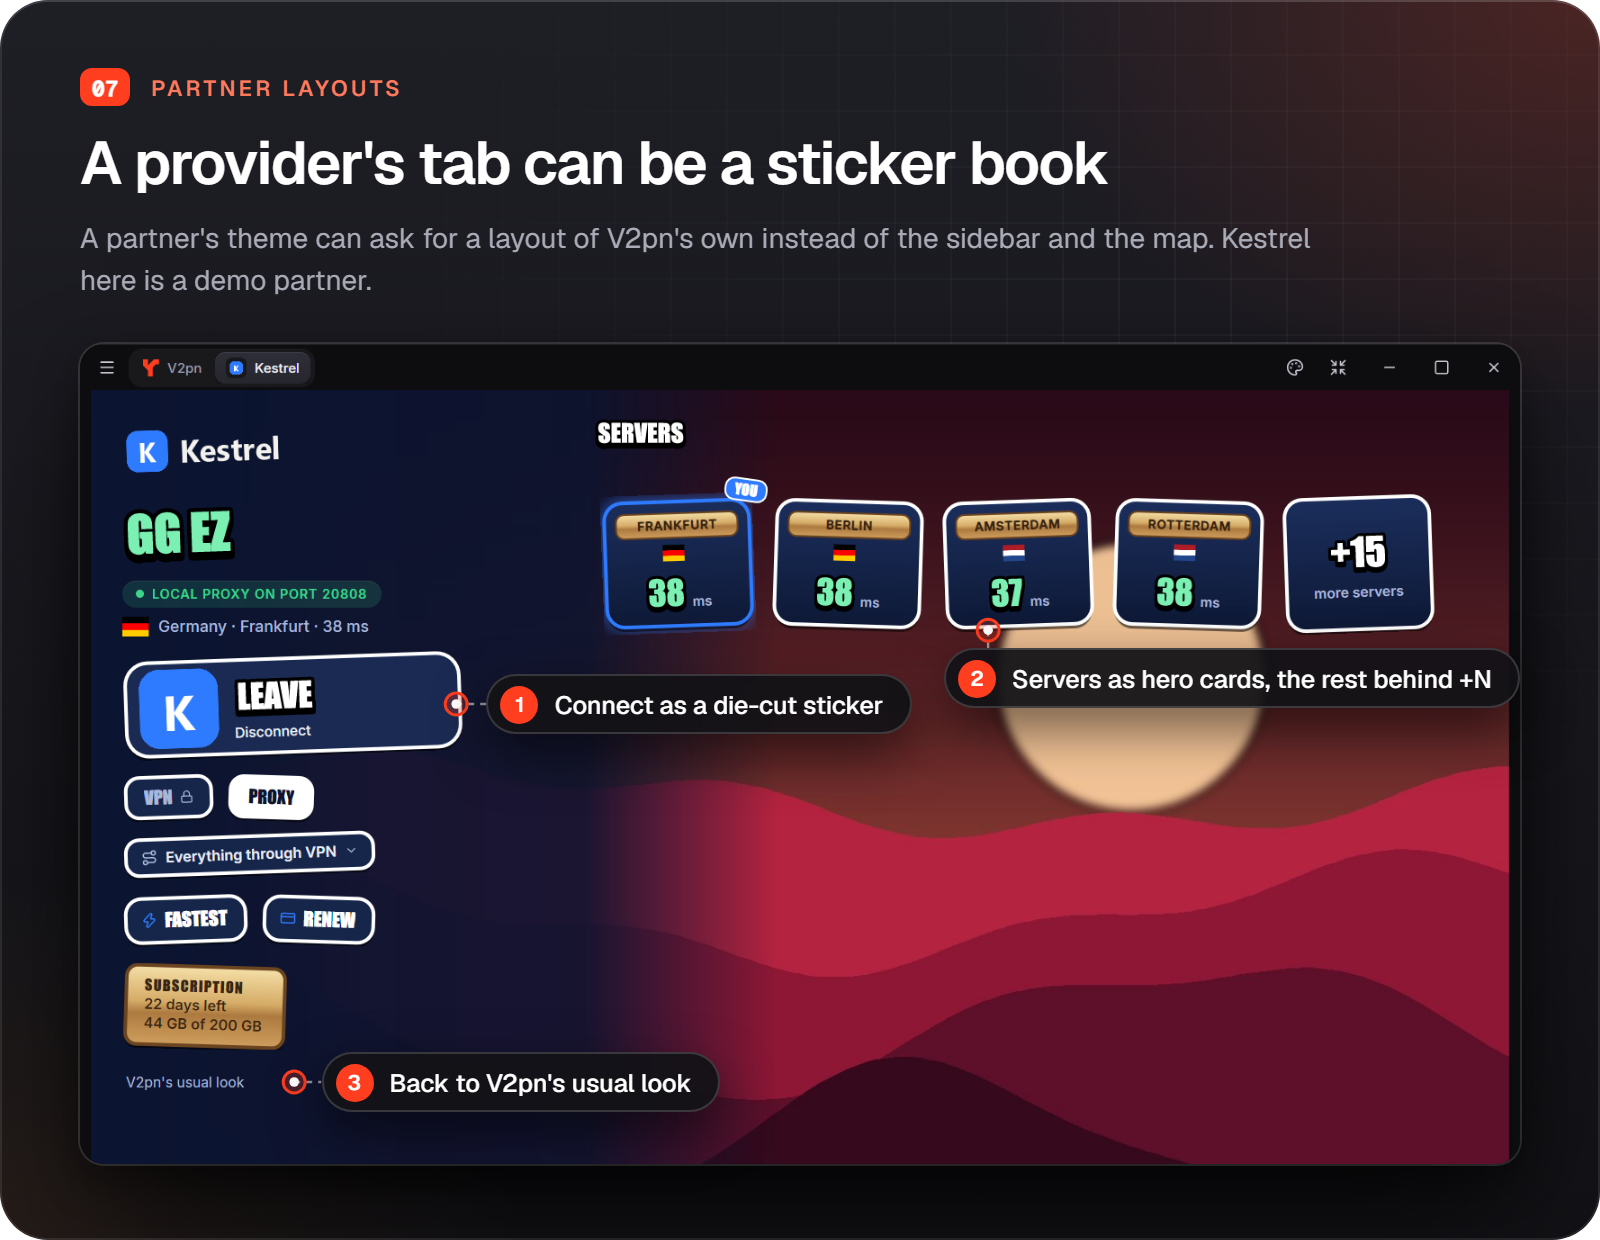 07 PARTNER LAYOUTS
A provider's tab can be a sticker book
A partner's theme can ask for a layout of V2pn's own instead of the sidebar and the map. Kestrel
here is a demo partner.
V2pn
K Kestrel
K Kestrel
GG EZ
LOCAL PROXY ON PORT 20808
Germany · Frankfurt · 38 ms
K
LEAVE
Disconnect
1 Connect as a die-cut sticker
VPN
PROXY
Everything through VPN
FASTEST
RENEW
SUBSCRIPTION
22 days left
44 GB of 200 GB
V2pn's usual look
3 Back to V2pn's usual look
SERVERS
YOU
FRANKFURT
38 ms
BERLIN
38 ms
AMSTERDAM
37 ms
ROTTERDAM
38 ms
+15
more servers
2 Servers as hero cards, the rest behind +N